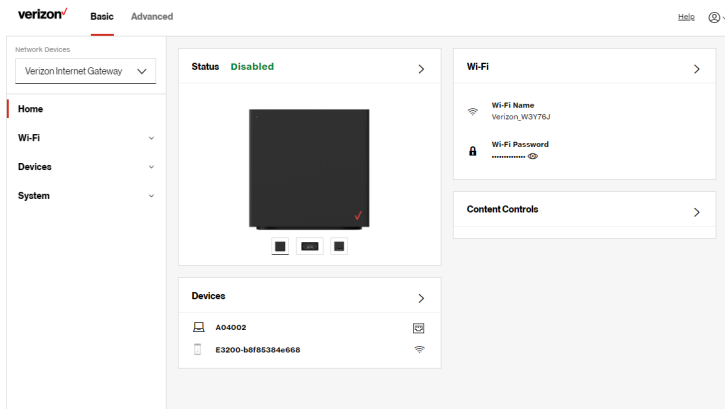 verizon
Basic
Advanced
Help
Network Devices
Verizon Internet Gateway
Home
Wi-Fi
Devices
System
Status Disabled
Devices
A04002
E3200-b8f85384e668
Wi-Fi
Wi-Fi Name
Verizon_W3Y76J
Wi-Fi Password
••••••••••••••
Content Controls